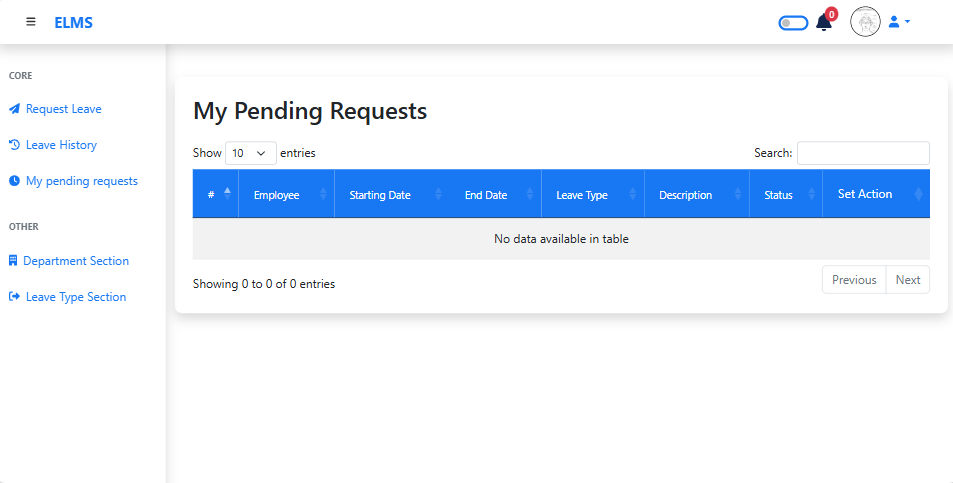 ELMS
0
CORE
Request Leave
Leave History
My pending requests
OTHER
Department Section
Leave Type Section
My Pending Requests
Show 10 entries
Search:
# Employee Starting Date End Date Leave Type Description Status Set Action
No data available in table
Showing 0 to 0 of 0 entries
Previous Next